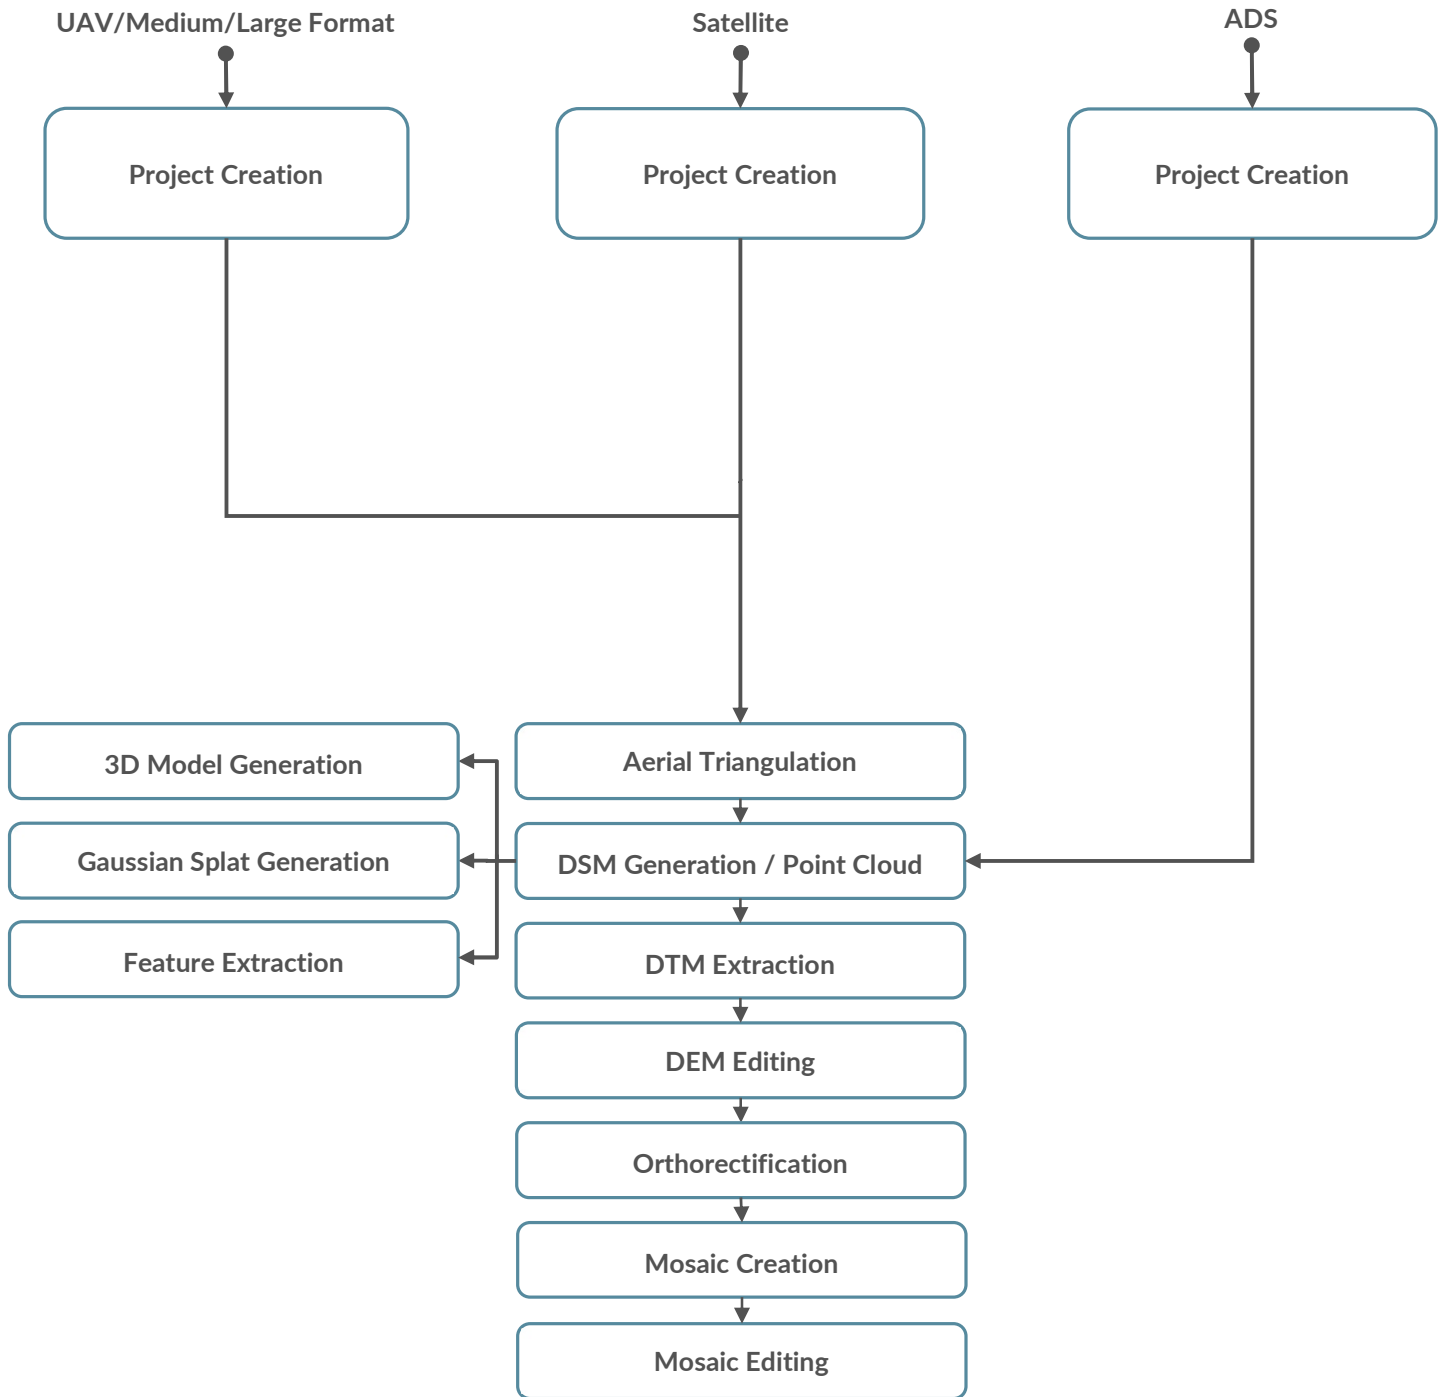 UAV/Medium/Large Format
Satellite
ADS
Project Creation
Project Creation
Project Creation
3D Model Generation
Aerial Triangulation
Gaussian Splat Generation
DSM Generation / Point Cloud
Feature Extraction
DTM Extraction
DEM Editing
Orthorectification
Mosaic Creation
Mosaic Editing